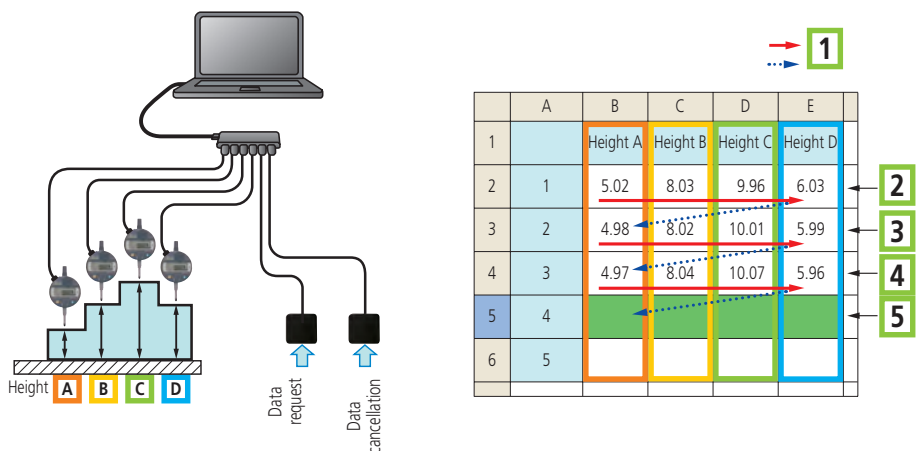 Height A B C D
Data
request
Data
cancellation
1
A B C D E
1 Height A Height B Height C Height D
2 1 5.02 8.03 9.96 6.03 2
3 2 4.98 8.02 10.01 5.99 3
4 3 4.97 8.04 10.07 5.96 4
5 4 5
6 5